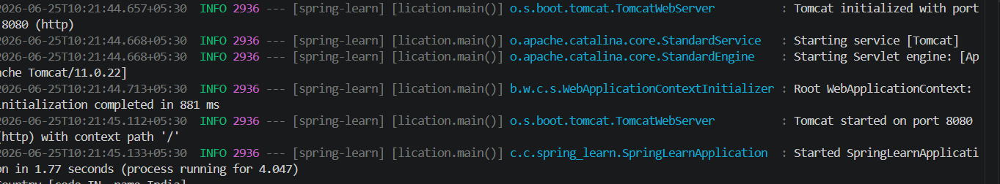 2026-06-25T10:21:44.657+05:30  INFO 2936 --- [spring-learn] [lication.main()] o.s.boot.tomcat.TomcatWebServer          : Tomcat initialized with port
8080 (http)
2026-06-25T10:21:44.668+05:30  INFO 2936 --- [spring-learn] [lication.main()] o.apache.catalina.core.StandardService   : Starting service [Tomcat]
2026-06-25T10:21:44.668+05:30  INFO 2936 --- [spring-learn] [lication.main()] o.apache.catalina.core.StandardEngine    : Starting Servlet engine: [Ap
ache Tomcat/11.0.22]
2026-06-25T10:21:44.713+05:30  INFO 2936 --- [spring-learn] [lication.main()] b.w.c.s.WebApplicationContextInitializer : Root WebApplicationContext:
initialization completed in 881 ms
2026-06-25T10:21:45.112+05:30  INFO 2936 --- [spring-learn] [lication.main()] o.s.boot.tomcat.TomcatWebServer          : Tomcat started on port 8080
(http) with context path '/'
2026-06-25T10:21:45.133+05:30  INFO 2936 --- [spring-learn] [lication.main()] c.c.spring_learn.SpringLearnApplication  : Started SpringLearnApplicati
on in 1.77 seconds (process running for 4.047)
Country [code=IN, name=India]